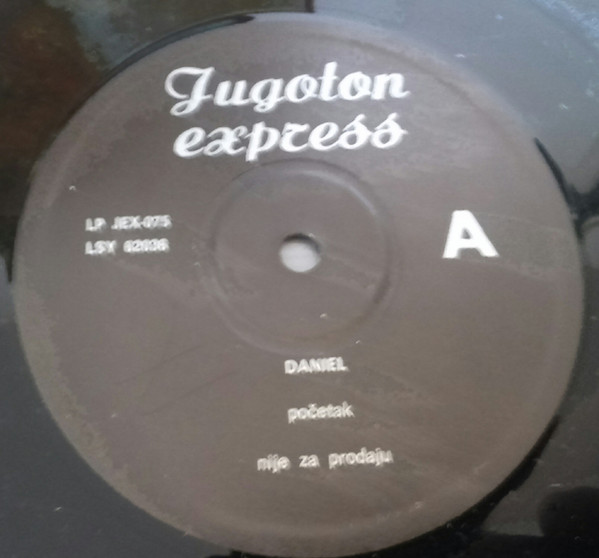 Jugoton
express
LP JEX-075
LSY 62036
A
DANIEL
početak
nije za prodaju